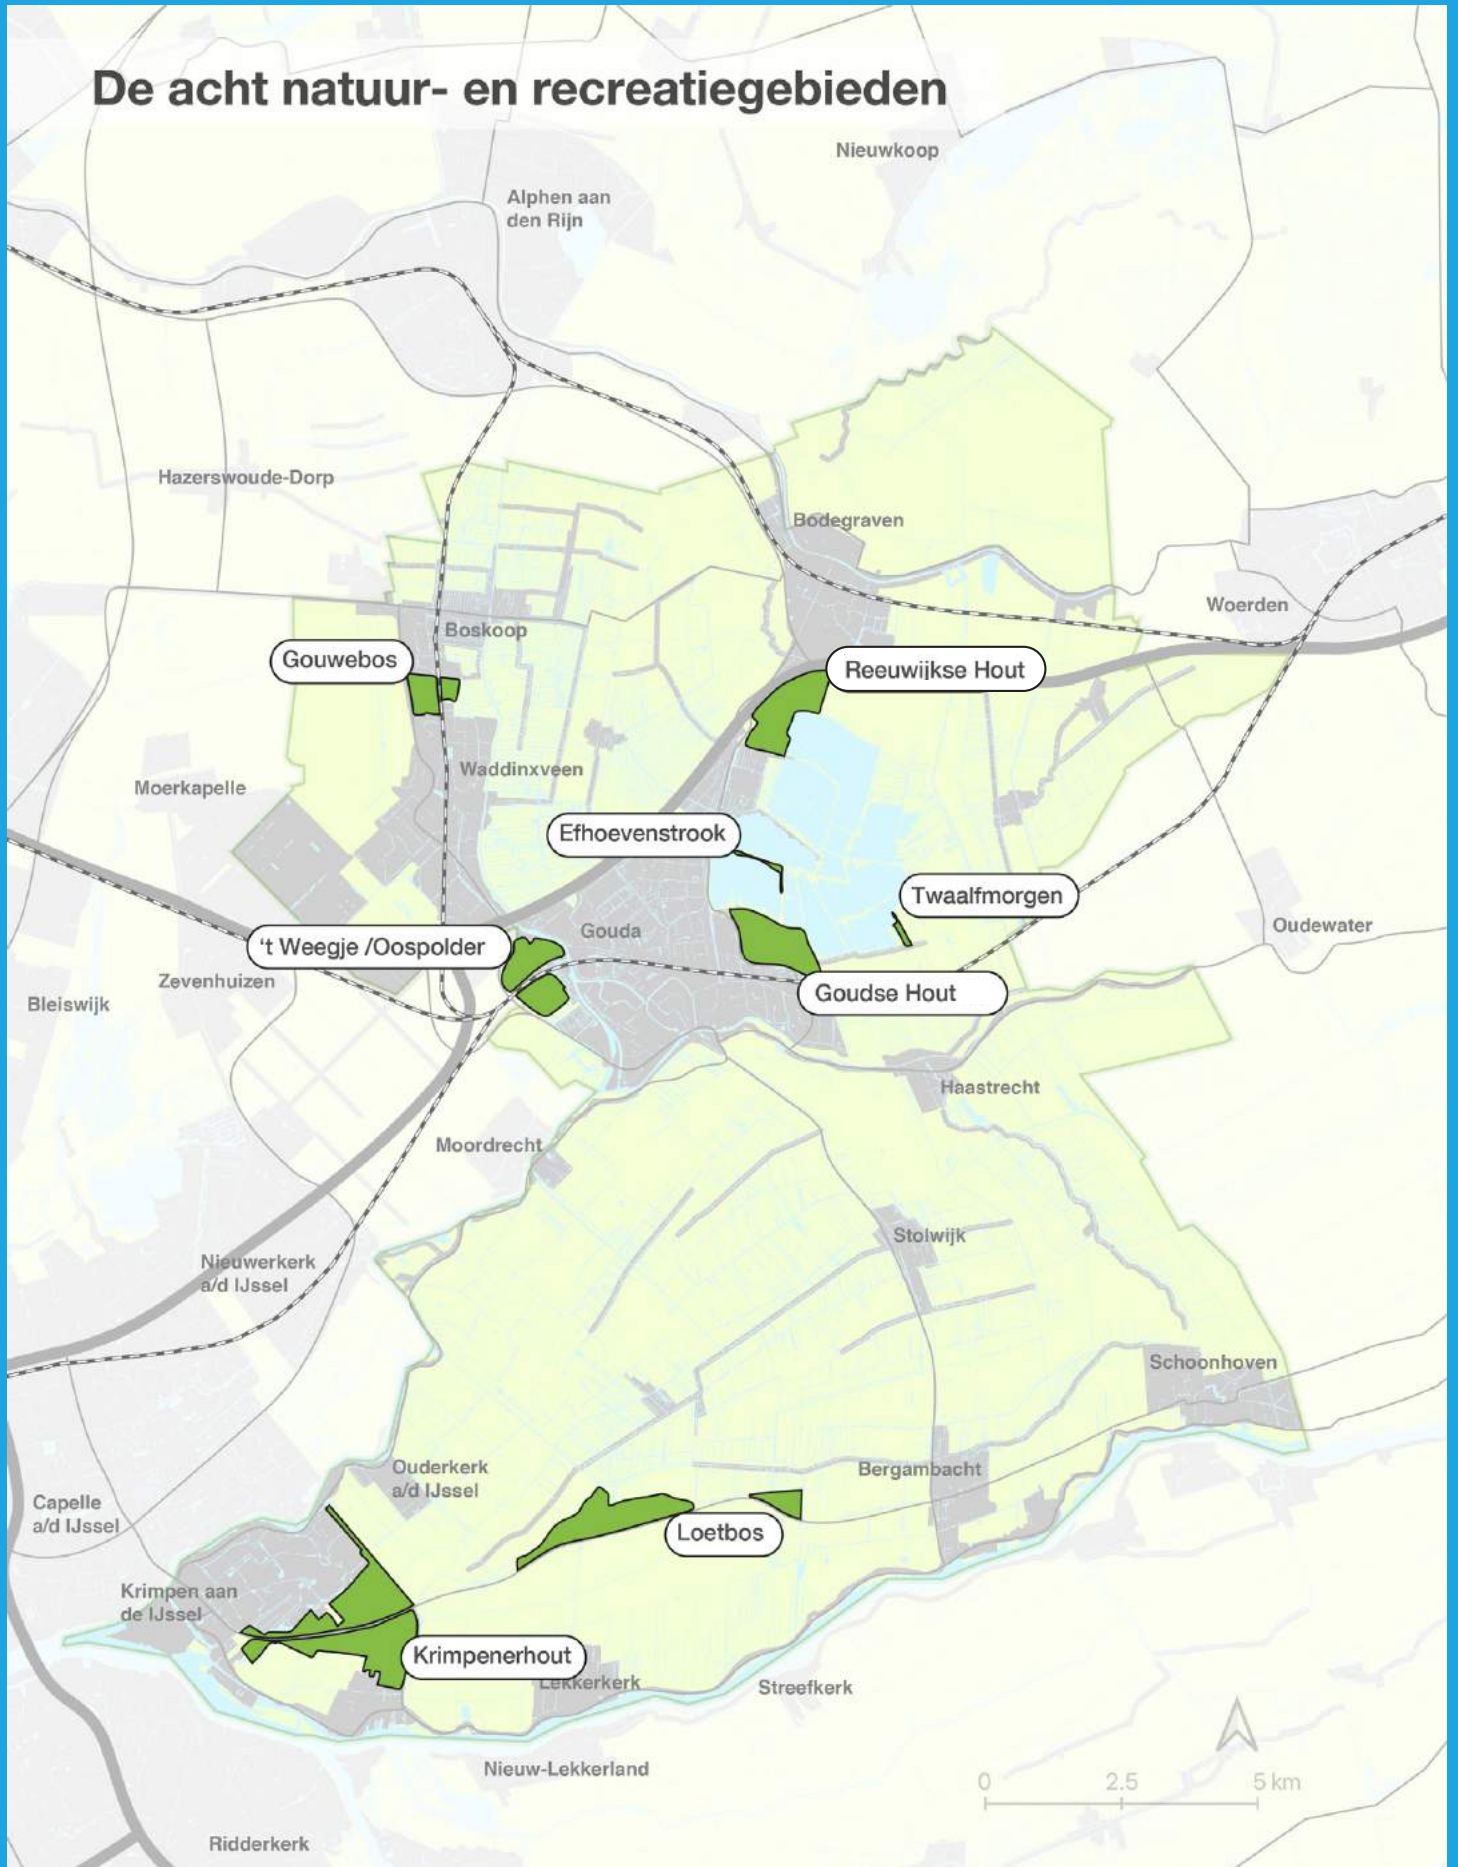 De acht natuur- en recreatiegebieden
Nieuwkoop
Alphen aan
den Rijn
Hazerswoude-Dorp
Bodegraven
Woerden
Boskoop
Gouwebos
Reeuwijkse Hout
Waddinxveen
Moerkapelle
Efhoevenstrook
Twaalfmorgen
Oudewater
Gouda
't Weegje /Oospolder
Zevenhuizen
Goudse Hout
Bleiswijk
Haastrecht
Moordrecht
Stolwijk
Nieuwerkerk
a/d IJssel
Schoonhoven
Ouderkerk
a/d IJssel
Bergambacht
Capelle
a/d IJssel
Loetbos
Krimpen aan
de IJssel
Krimpenerhout
Lekkerkerk
Streefkerk
Nieuw-Lekkerland
0 2.5 5 km
Ridderkerk